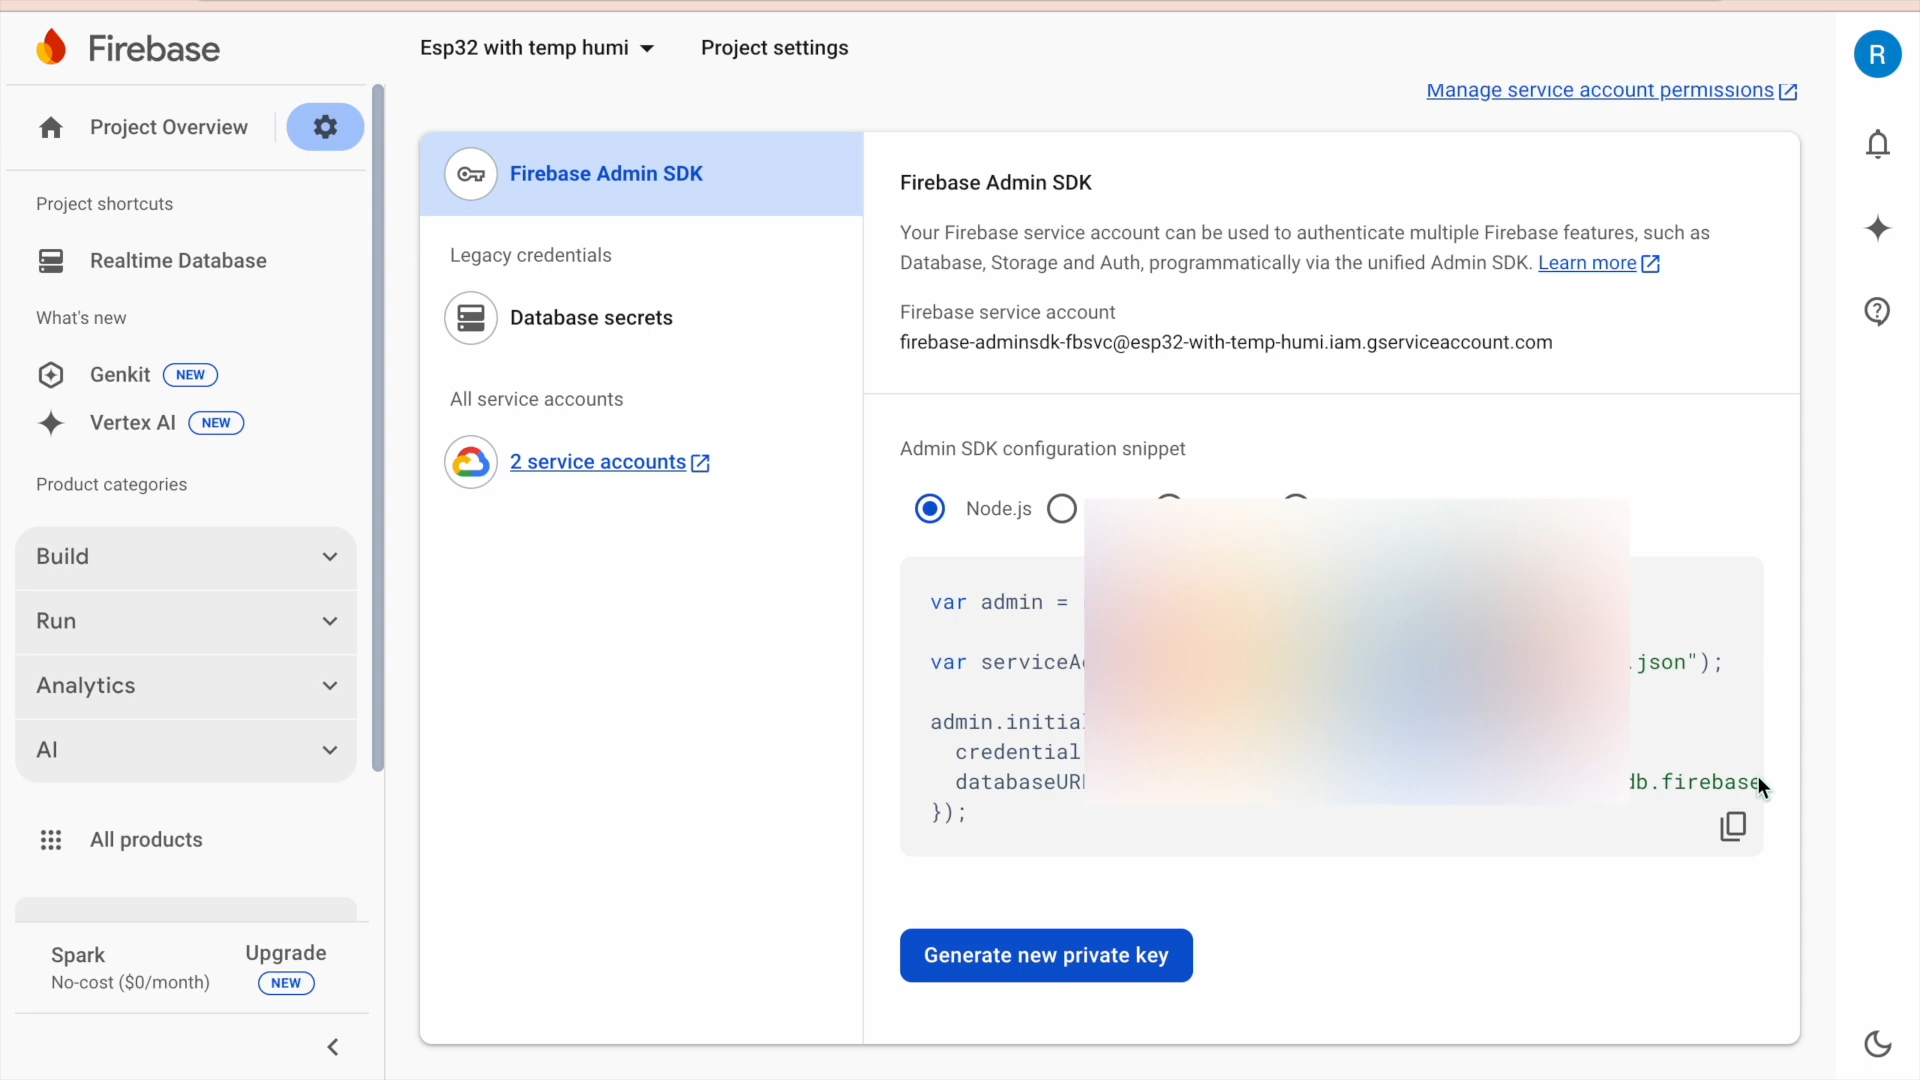 Firebase
Esp32 with temp humi
Project settings
R
Manage service account permissions
Project Overview
Project shortcuts
Realtime Database
What's new
Genkit NEW
Vertex AI NEW
Product categories
Build
Run
Analytics
AI
All products
Spark
No-cost ($0/month)
Upgrade
NEW
Firebase Admin SDK
Legacy credentials
Database secrets
All service accounts
2 service accounts
Firebase Admin SDK
Your Firebase service account can be used to authenticate multiple Firebase features, such as
Database, Storage and Auth, programmatically via the unified Admin SDK. Learn more
Firebase service account
firebase-adminsdk-fbsvc@esp32-with-temp-humi.iam.gserviceaccount.com
Admin SDK configuration snippet
Node.js
var admin =
var serviceA .json");
admin.initia
credential
databaseUR db.firebase
});
Generate new private key